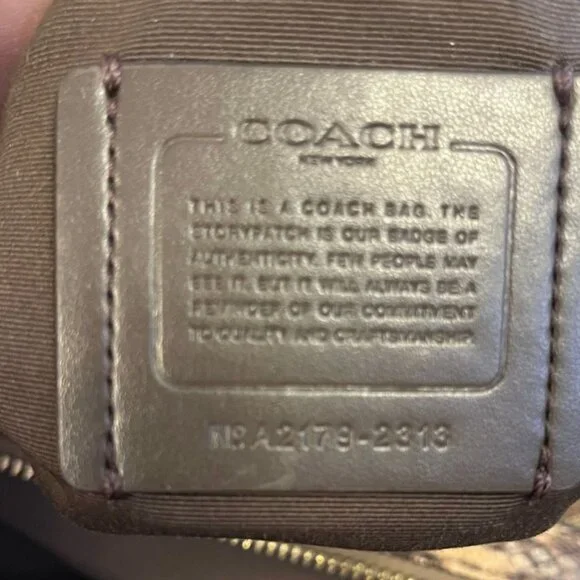 COACH
NEW YORK
THIS IS A COACH BAG. THE
STORYPATCH IS OUR BADGE OF
AUTHENTICITY. FEW PEOPLE MAY
SEE IT, BUT IT WILL ALWAYS BE A
REMINDER OF OUR COMMITMENT
TO QUALITY AND CRAFTSMANSHIP.
Nº A2179-2313